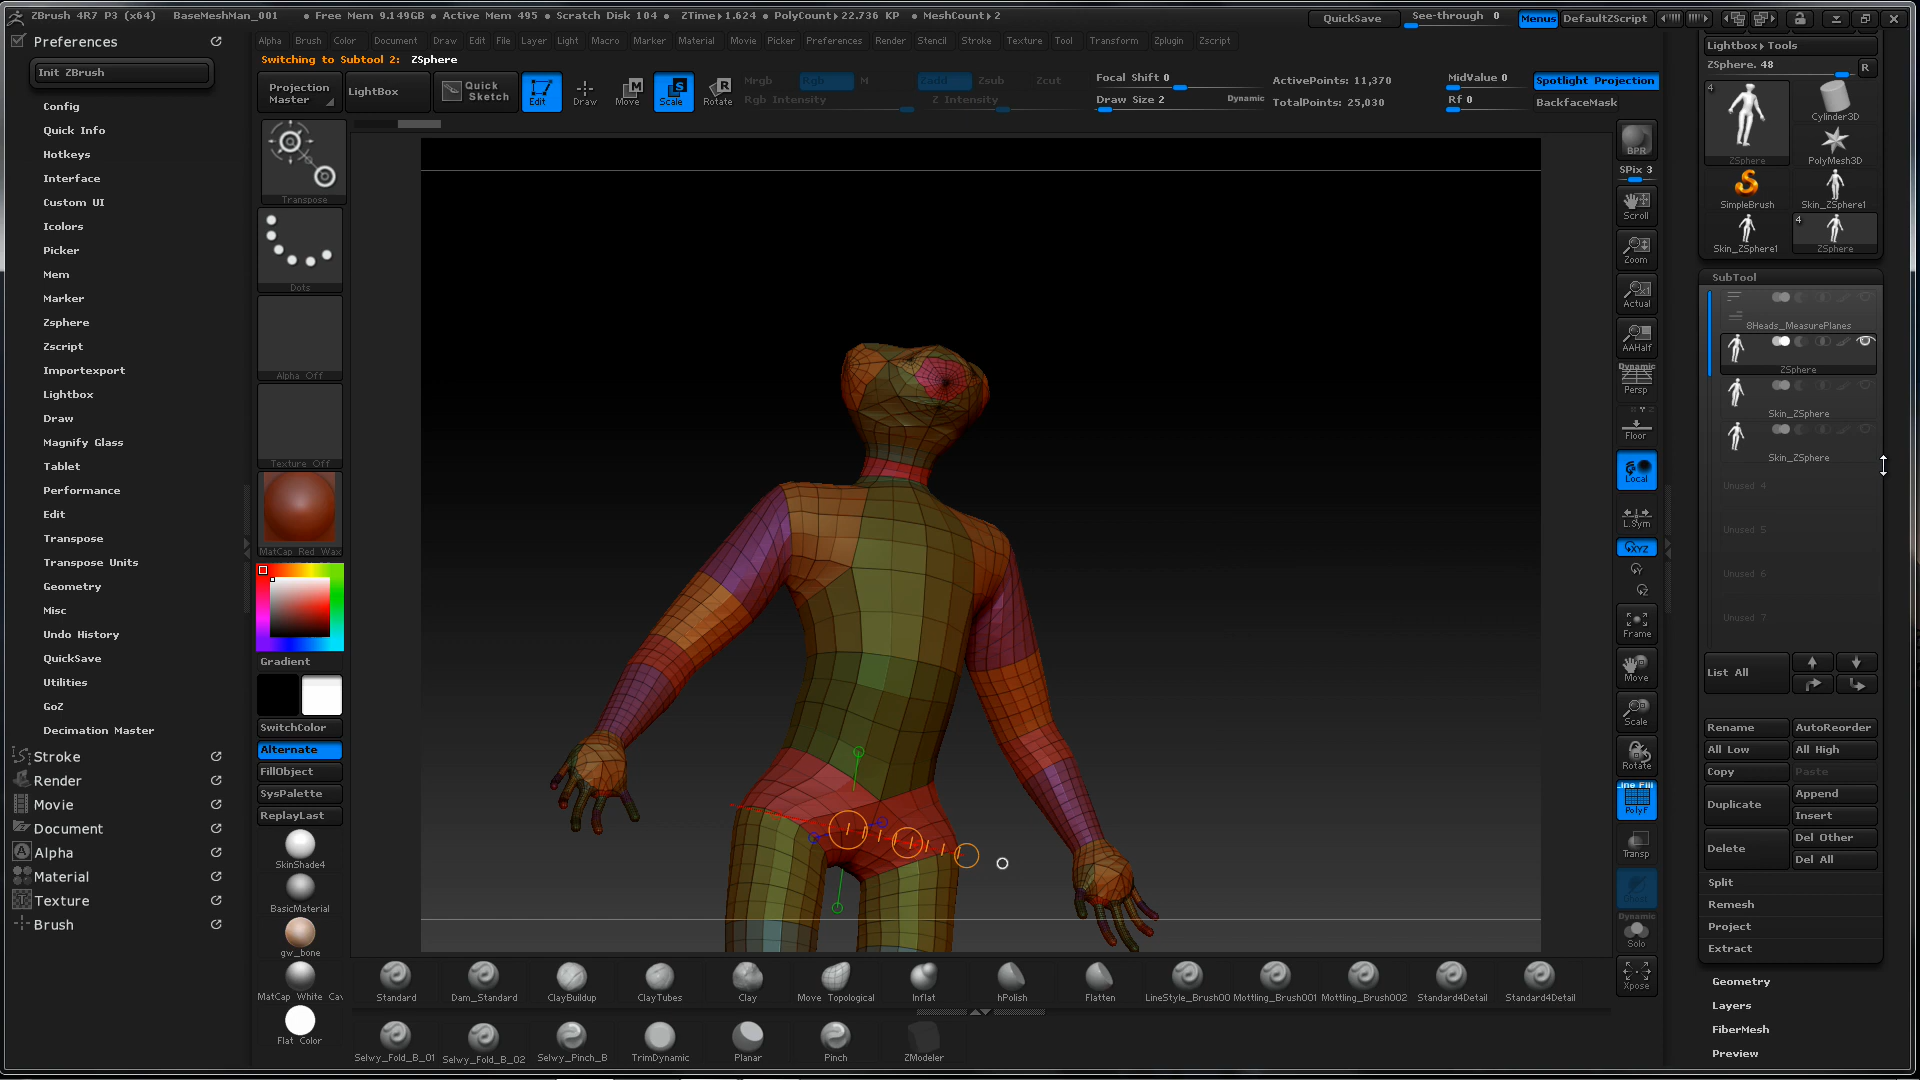 ZBrush 4R7 P3 (x64) BaseMeshMan_001 • Free Mem 9.149GB • Active Mem 495 • Scratch Disk 104 • ZTime▸1.624 • PolyCount▸22.736 KP • MeshCount▸2 QuickSave See-through 0 Menus DefaultZScript
Preferences
Init ZBrush
Config
Quick Info
Hotkeys
Interface
Custom UI
Icolors
Picker
Mem
Marker
Zsphere
Zscript
Importexport
Lightbox
Draw
Magnify Glass
Tablet
Performance
Edit
Transpose
Transpose Units
Geometry
Misc
Undo History
QuickSave
Utilities
GoZ
Decimation Master
Stroke
Render
Movie
Document
Alpha
Material
Texture
Brush
Alpha Brush Color Document Draw Edit File Layer Light Macro Marker Material Movie Picker Preferences Render Stencil Stroke Texture Tool Transform Zplugin Zscript
Switching to Subtool 2: ZSphere
Projection Master
LightBox
Quick Sketch
Edit
Draw
Move
Scale
Rotate
Mrgb Rgb M
Rgb Intensity
Zadd Zsub Zcut
Z Intensity
Focal Shift 0
Draw Size 2 Dynamic
ActivePoints: 11,370
TotalPoints: 25,030
MidValue 0
Rf 0
Spotlight Projection
BackfaceMask
Transpose
Dots
Alpha Off
Texture Off
MatCap Red Wax
Gradient
SwitchColor
Alternate
FillObject
SysPalette
ReplayLast
SkinShade4
BasicMaterial
gw_bone
MatCap White Cav
Flat Color
BPR
SPix 3
Scroll
Zoom
Actual
AAHalf
Dynamic
Persp
Floor
Local
L.Sym
XYZ
Y
Z
Frame
Move
Scale
Rotate
Line Fill
PolyF
Transp
Ghost
Dynamic
Solo
Xpose
Standard Dam_Standard ClayBuildup ClayTubes Clay Move Topological Inflat hPolish Flatten LineStyle_Brush00 Mottling_Brush001 Mottling_Brush002 Standard4Detail Standard4Detail
Selwy_Fold_B_01 Selwy_Fold_B_02 Selwy_Pinch_B TrimDynamic Planar Pinch ZModeler
Lightbox▸Tools
ZSphere. 48 R
4
ZSphere
Cylinder3D
PolyMesh3D
SimpleBrush
Skin_ZSphere1
Skin_ZSphere1
4
ZSphere
SubTool
8Heads_MeasurePlanes
ZSphere
Skin_ZSphere
Skin_ZSphere
Unused 4
Unused 5
Unused 6
Unused 7
List All
Rename AutoReorder
All Low All High
Copy Paste
Duplicate
Append
Insert
Delete
Del Other
Del All
Split
Remesh
Project
Extract
Geometry
Layers
FiberMesh
Preview